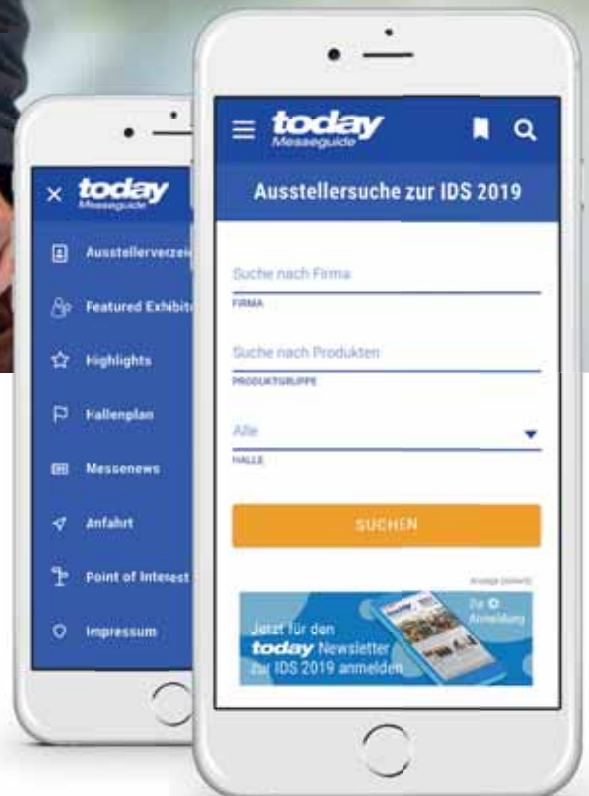 today
Messeguide
Featured Exhibit
Highlights
Hallenplan
Messenews
Anfahrt
Point of Interest
Impressum
today
Messeguide
Ausstellersuche zur IDS 2019
Suche nach Firma
FIRMA
Suche nach Produkten
PRODUKTGRUPPE
Alle
HALLE
SUCHEN
Jetzt für den
today Newsletter
zur IDS 2019 anmelden
Anmeldung